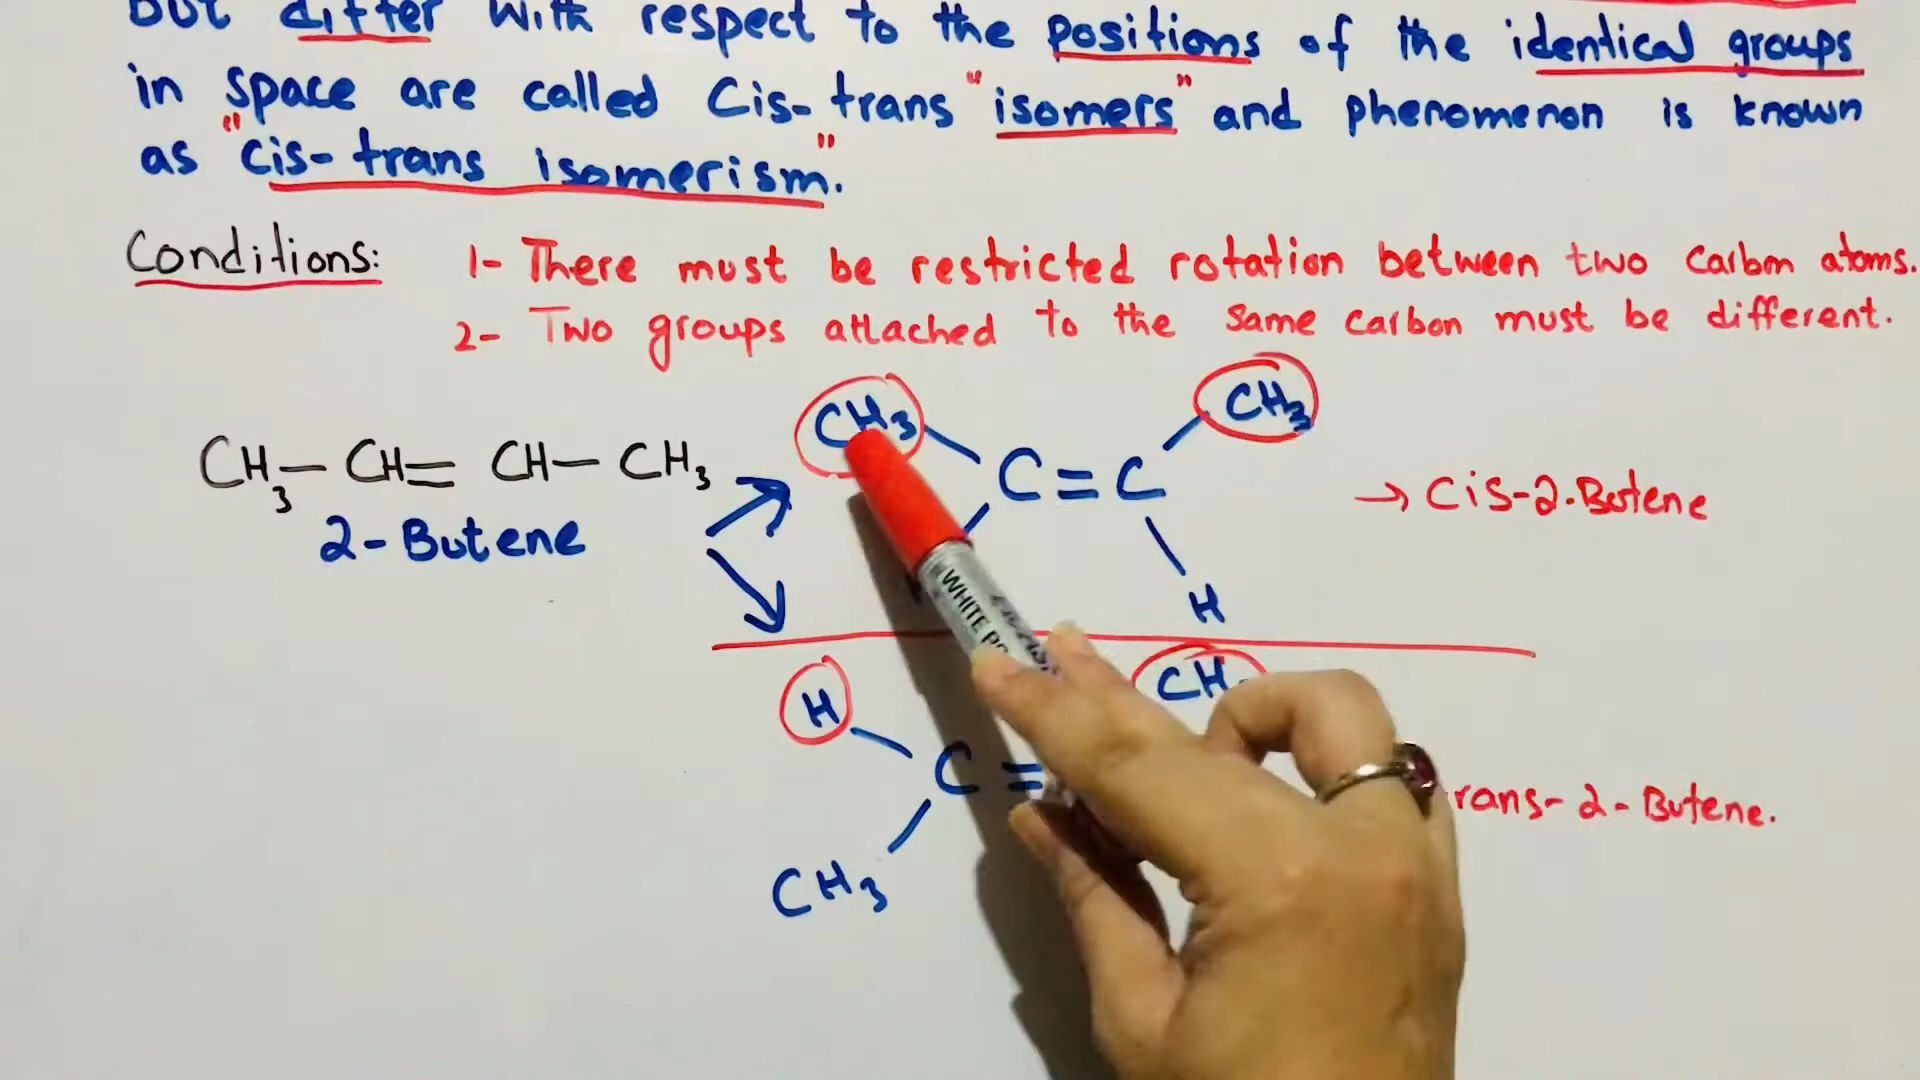 but differ with respect to the positions of the identical groups
in space are called Cis-trans "isomers" and phenomenon is known
as "cis-trans isomerism."
Conditions: 1- There must be restricted rotation between two carbon atoms.
2- Two groups attached to the same carbon must be different.
CH3 CH3
CH3-CH=CH-CH3 C=C → Cis-2-Butene
2-Butene
H
H CH
C =
rans-2-Butene.
CH3
WHITE